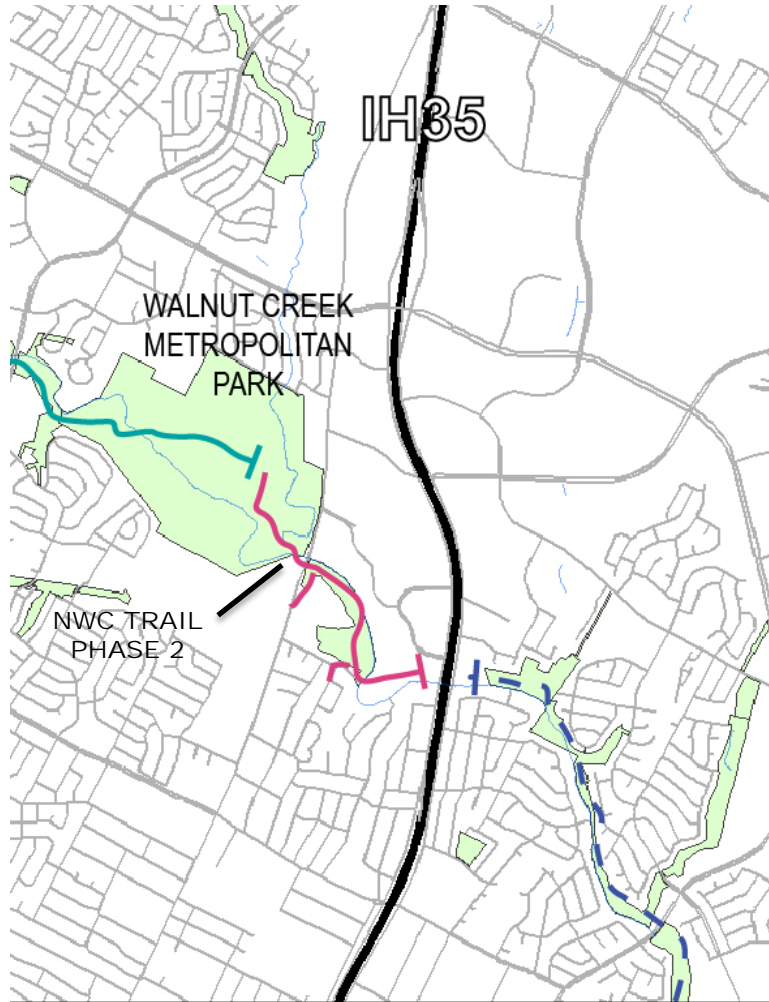 IH35
WALNUT CREEK
METROPOLITAN
PARK
NWC TRAIL
PHASE 2